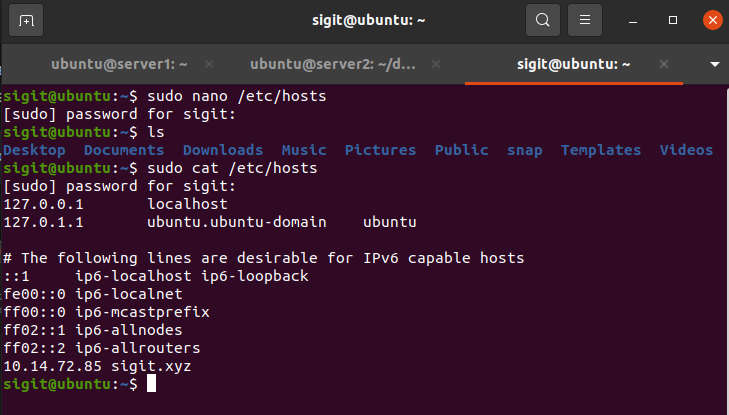 sigit@ubuntu: ~
ubuntu@server1: ~
ubuntu@server2: ~/d...
sigit@ubuntu: ~
sigit@ubuntu:~$ sudo nano /etc/hosts
[sudo] password for sigit:
sigit@ubuntu:~$ ls
Desktop  Documents  Downloads  Music  Pictures  Public  snap  Templates  Videos
sigit@ubuntu:~$ sudo cat /etc/hosts
[sudo] password for sigit:
127.0.0.1       localhost
127.0.1.1       ubuntu.ubuntu-domain    ubuntu
# The following lines are desirable for IPv6 capable hosts
::1     ip6-localhost ip6-loopback
fe00::0 ip6-localnet
ff00::0 ip6-mcastprefix
ff02::1 ip6-allnodes
ff02::2 ip6-allrouters
10.14.72.85 sigit.xyz
sigit@ubuntu:~$